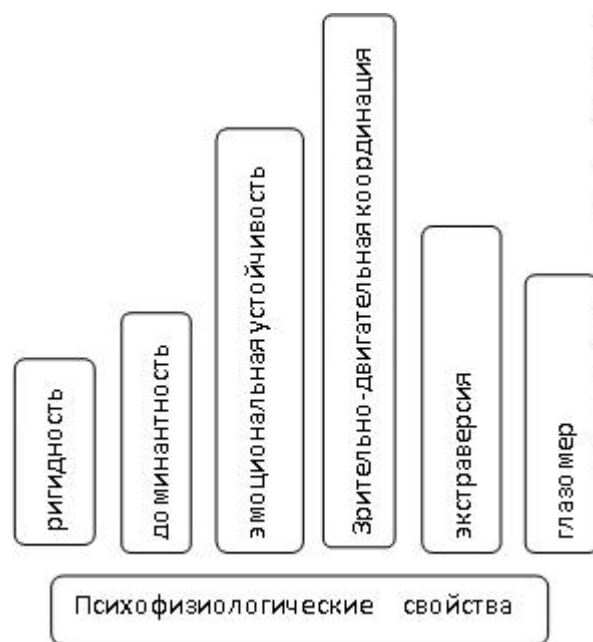 ригидность
доминантность
эмоциональная устойчивость
Зрительно-двигательная координация
экстраверсия
глазомер
Психофизиологические свойства